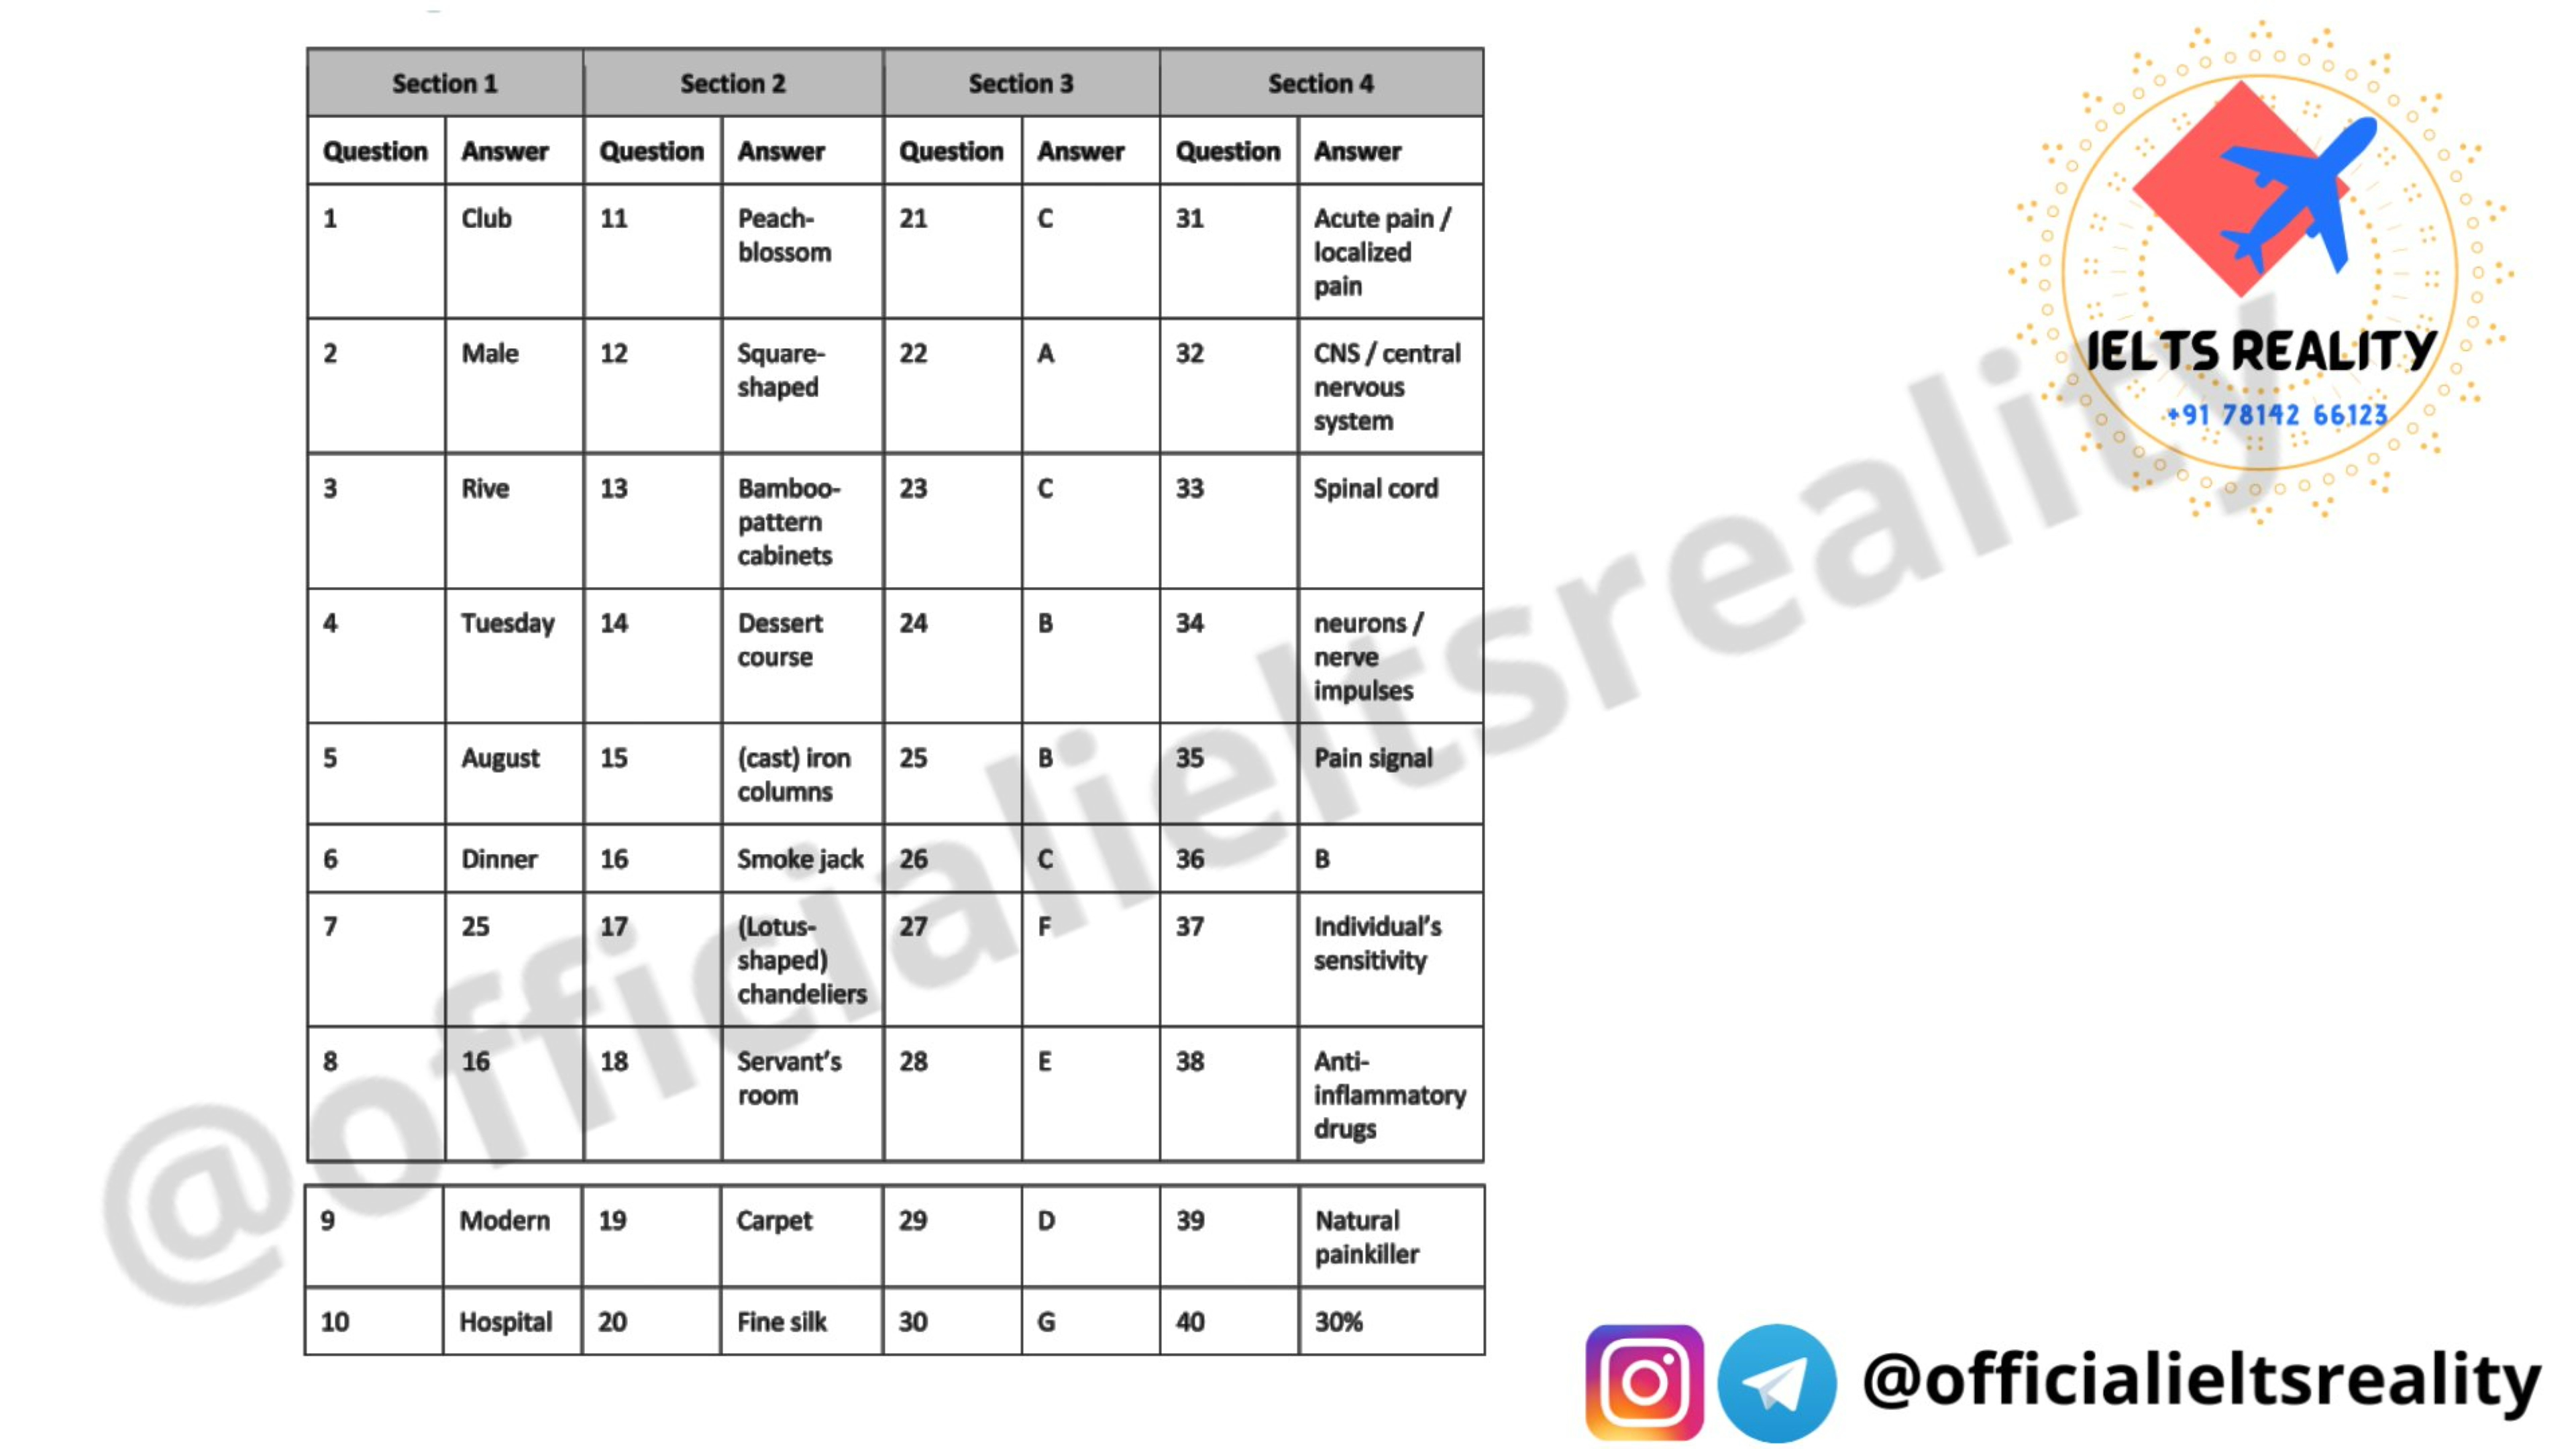 Section 1 Section 2 Section 3 Section 4
Question Answer Question Answer Question Answer Question Answer
1 Club 11 Peach- 21 C 31 Acute pain /
blossom localized
pain
2 Male 12 Square- 22 A 32 CNS / central
shaped nervous
system
3 Rive 13 Bamboo- 23 C 33 Spinal cord
pattern
cabinets
4 Tuesday 14 Dessert 24 B 34 neurons /
course nerve
impulses
5 August 15 (cast) iron 25 B 35 Pain signal
columns
6 Dinner 16 Smoke jack 26 C 36 B
7 25 17 (Lotus- 27 F 37 Individual's
shaped) sensitivity
chandeliers
8 16 18 Servant's 28 E 38 Anti-
room inflammatory
drugs
9 Modern 19 Carpet 29 D 39 Natural
painkiller
10 Hospital 20 Fine silk 30 G 40 30%
IELTS REALITY
+91 78142 66123
@officialieltsreality
@officialieltsreality